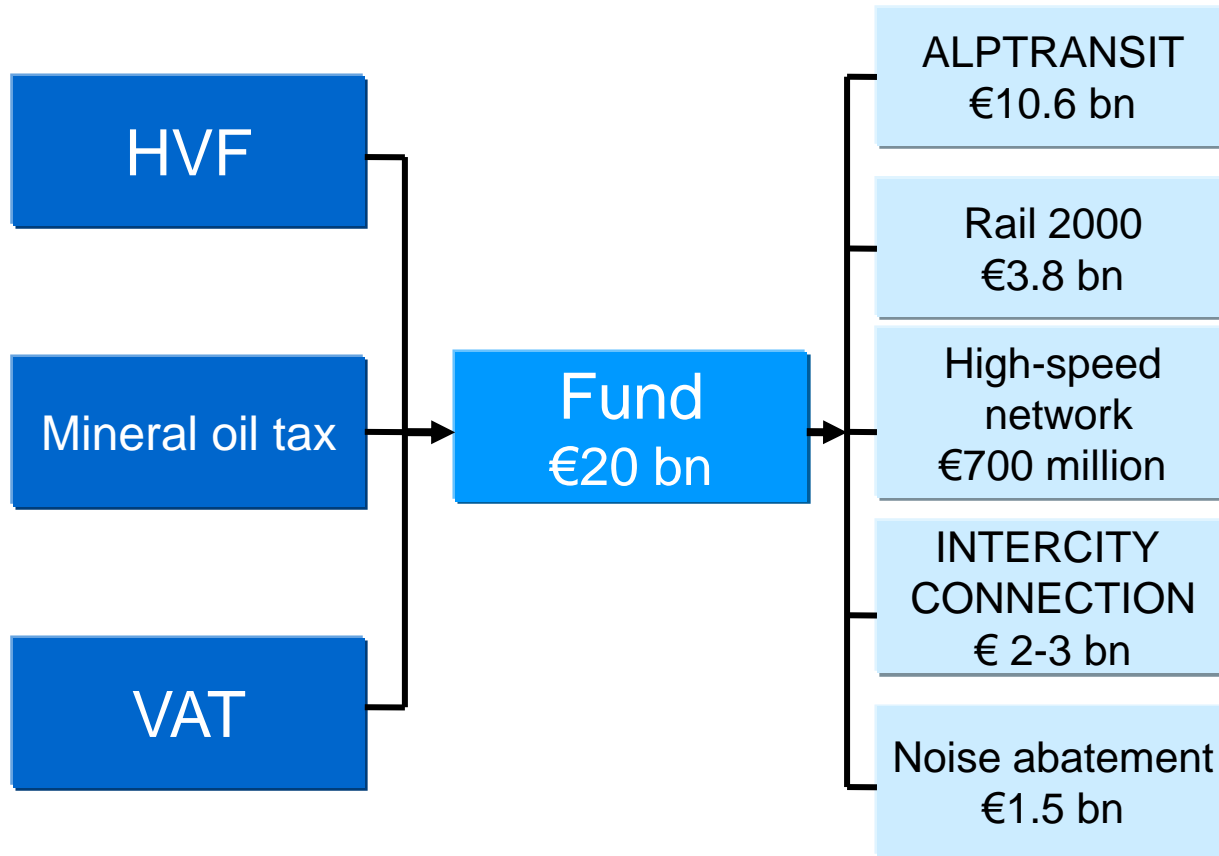 HVF
Mineral oil tax
VAT
Fund
€20 bn
ALPTRANSIT
€10.6 bn
Rail 2000
€3.8 bn
High-speed
network
€700 million
INTERCITY
CONNECTION
€ 2-3 bn
Noise abatement
€1.5 bn